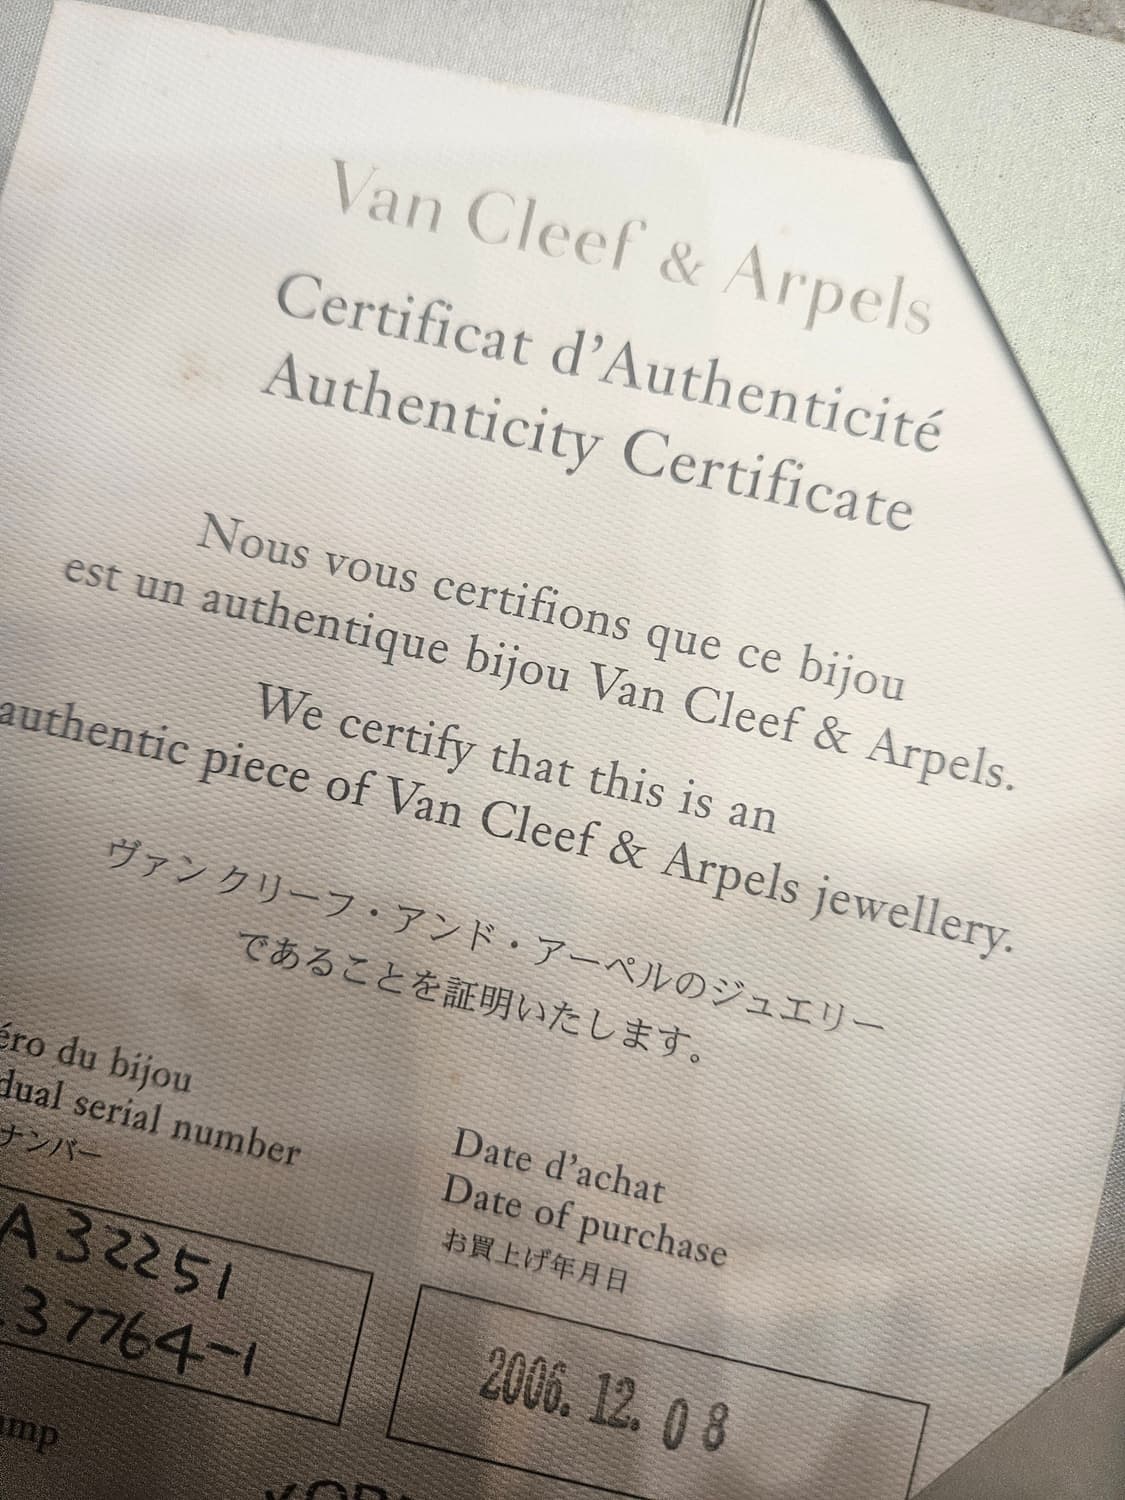 Van Cleef & Arpels
Certificat d'Authenticité
Authenticity Certificate
Nous vous certifions que ce bijou
est un authentique bijou Van Cleef & Arpels.
We certify that this is an
authentic piece of Van Cleef & Arpels jewellery.
ヴァン クリーフ・アンド・アーペルのジュエリー
であることを証明いたします。
éro du bijou
dual serial number
ナンバー
A32251
37764-1
Date d'achat
Date of purchase
お買上げ年月日
2006.12.08